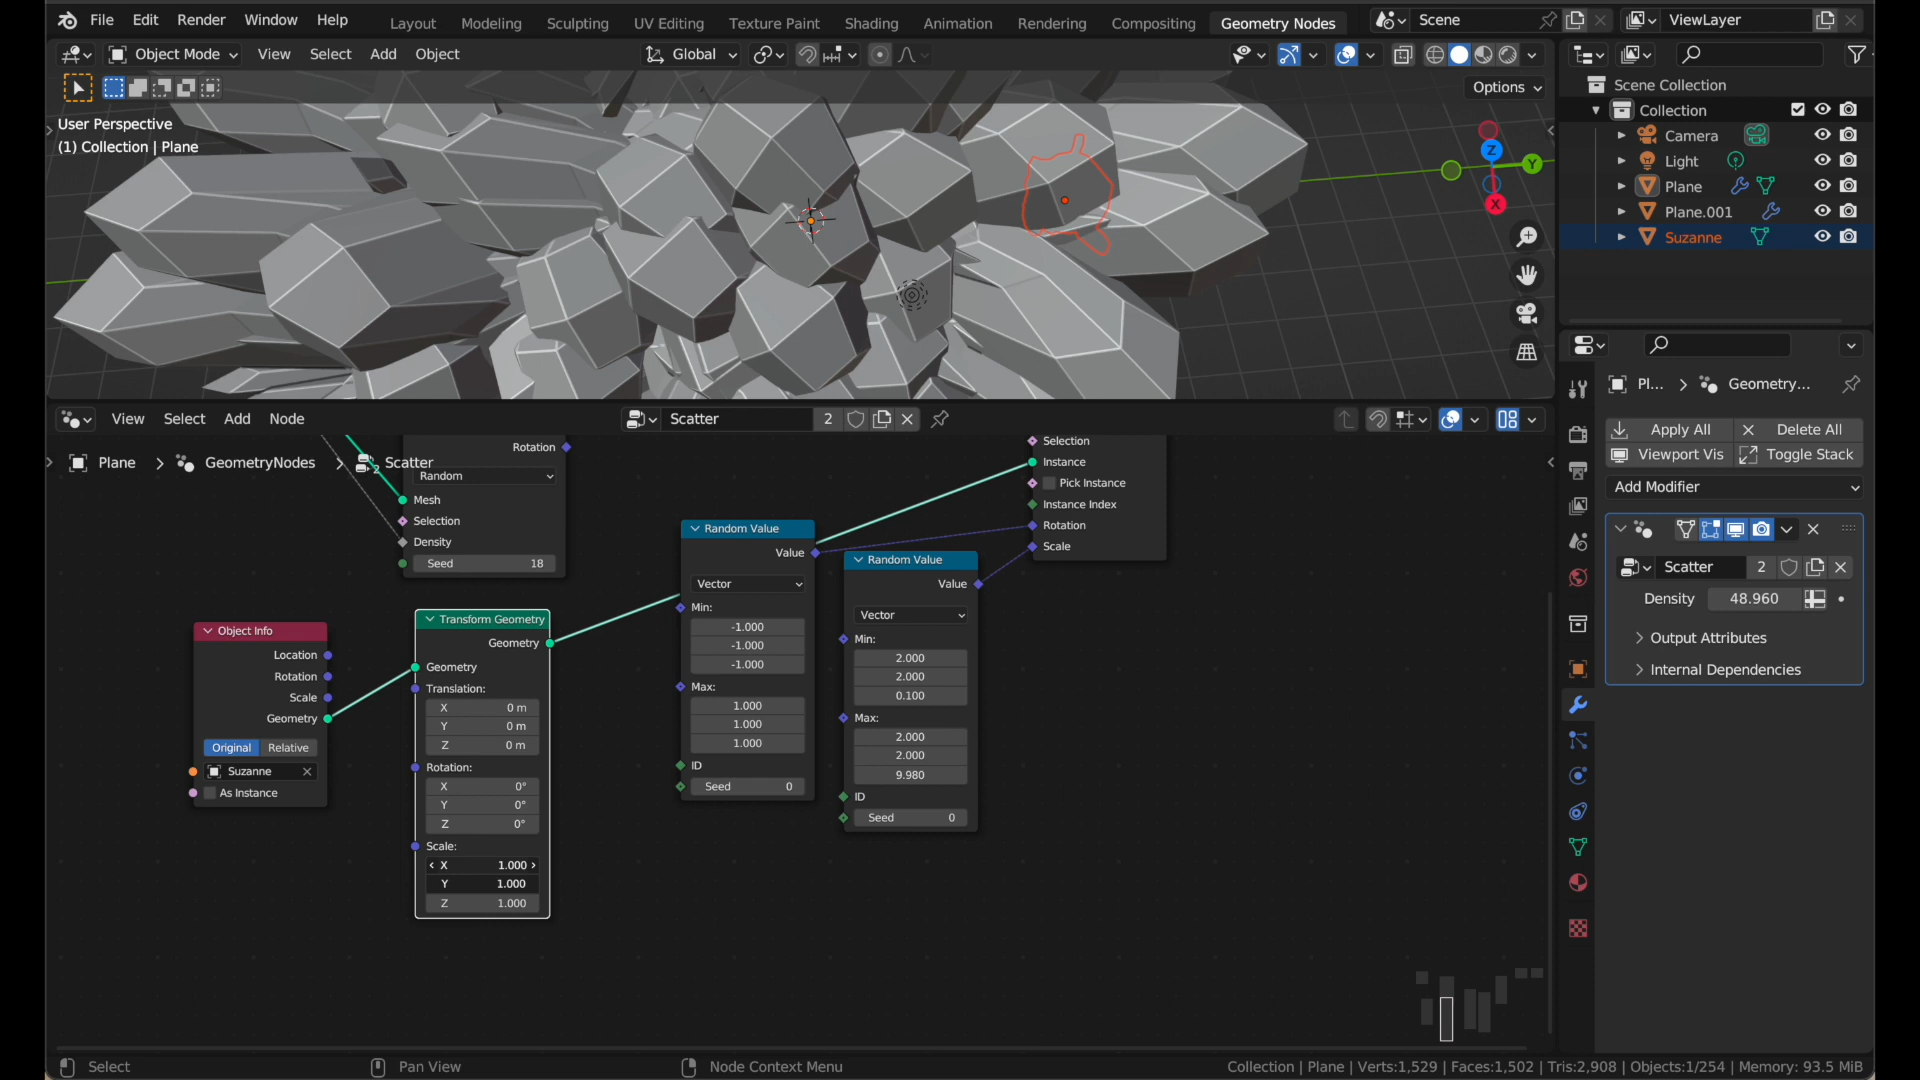 File Edit Render Window Help Layout Modeling Sculpting UV Editing Texture Paint Shading Animation Rendering Compositing Geometry Nodes Scene ViewLayer
Object Mode View Select Add Object Global
Options
User Perspective
(1) Collection | Plane
Z
Y
X
Scene Collection
Collection
Camera
Light
Plane
Plane.001
Suzanne
Pl... > Geometry...
Apply All Delete All
Viewport Vis Toggle Stack
Add Modifier
Scatter 2
Density 48.960
Output Attributes
Internal Dependencies
View Select Add Node Scatter 2
Plane > GeometryNodes > Scatter
2
Rotation
Random
Mesh
Selection
Density
Seed 18
Object Info
Location
Rotation
Scale
Geometry
Original Relative
Suzanne
As Instance
Transform Geometry
Geometry
Geometry
Translation:
X 0 m
Y 0 m
Z 0 m
Rotation:
X 0°
Y 0°
Z 0°
Scale:
X 1.000
Y 1.000
Z 1.000
Random Value
Value
Vector
Min:
-1.000
-1.000
-1.000
Max:
1.000
1.000
1.000
ID
Seed 0
Random Value
Value
Vector
Min:
2.000
2.000
0.100
Max:
2.000
2.000
9.980
ID
Seed 0
Selection
Instance
Pick Instance
Instance Index
Rotation
Scale
Select Pan View Node Context Menu Collection | Plane | Verts:1,529 | Faces:1,502 | Tris:2,908 | Objects:1/254 | Memory: 93.5 MiB